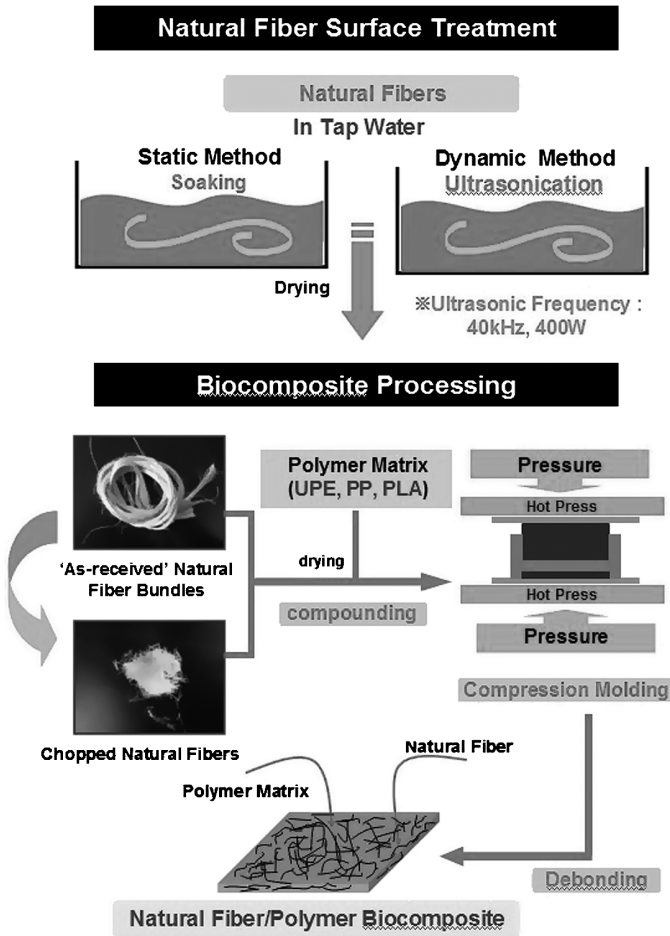 Natural Fiber Surface Treatment
Natural Fibers
In Tap Water
Static Method
Soaking
Dynamic Method
Ultrasonication
Drying
※Ultrasonic Frequency :
40kHz, 400W
Biocomposite Processing
Polymer Matrix
(UPE, PP, PLA)
Pressure
Hot Press
drying
'As-received' Natural
Fiber Bundles
compounding
Hot Press
Pressure
Compression Molding
Chopped Natural Fibers
Natural Fiber
Polymer Matrix
Debonding
Natural Fiber/Polymer Biocomposite